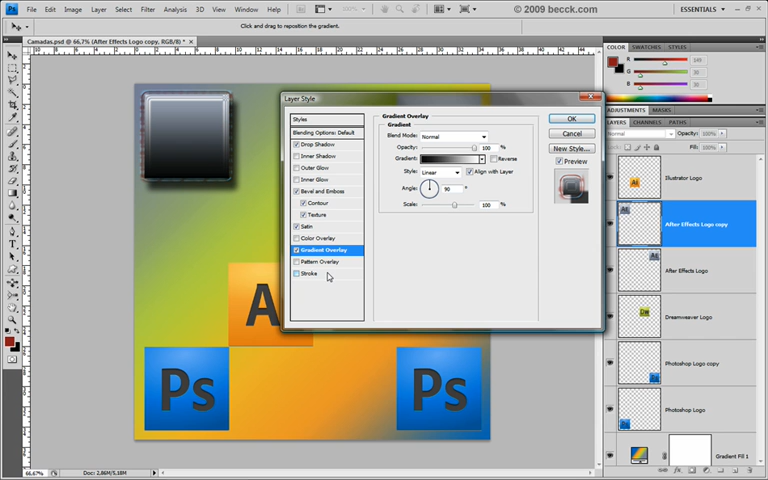 Ps File Edit Image Layer Select Filter Analysis 3D View Window Help
© 2009 becck.com
ESSENTIALS
Click and drag to reposition the gradient.
Camadas.psd @ 66,7% (After Effects Logo copy, RGB/8) *
Layer Style
Styles
Blending Options: Default
Drop Shadow
Inner Shadow
Outer Glow
Inner Glow
Bevel and Emboss
Contour
Texture
Satin
Color Overlay
Gradient Overlay
Pattern Overlay
Stroke
Gradient Overlay
Gradient
Blend Mode: Normal
Opacity: 100 %
Gradient: Reverse
Style: Linear Align with Layer
Angle: 90 °
Scale: 100 %
OK
Cancel
New Style...
Preview
Ps
Ps
COLOR SWATCHES STYLES
R
G
B
ADJUSTMENTS MASKS
LAYERS CHANNELS PATHS
Normal Opacity: 100%
Lock: Fill: 100%
Illustrator Logo
After Effects Logo copy
After Effects Logo
Dreamweaver Logo
Photoshop Logo copy
Photoshop Logo
Gradient Fill 1
66,67% Doc: 2,86M/5,18M